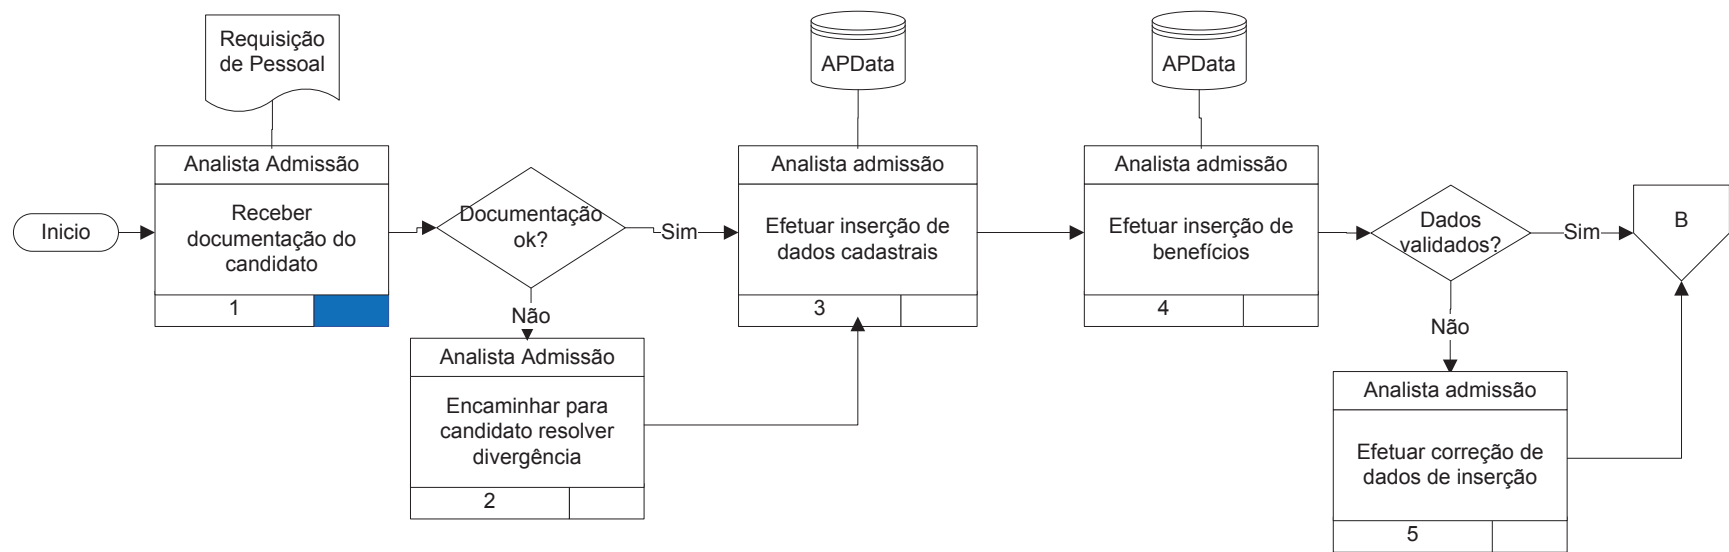 Requisição
de Pessoal
APData
APData
Analista Admissão
Analista admissão
Analista admissão
Inicio
Receber
documentação do
candidato
Documentação
ok?
Sim
Efetuar inserção de
dados cadastrais
Efetuar inserção de
benefícios
Dados
validados?
Sim
B
1
3
4
Não
Não
Analista Admissão
Encaminhar para
candidato resolver
divergência
2
Analista admissão
Efetuar correção de
dados de inserção
5